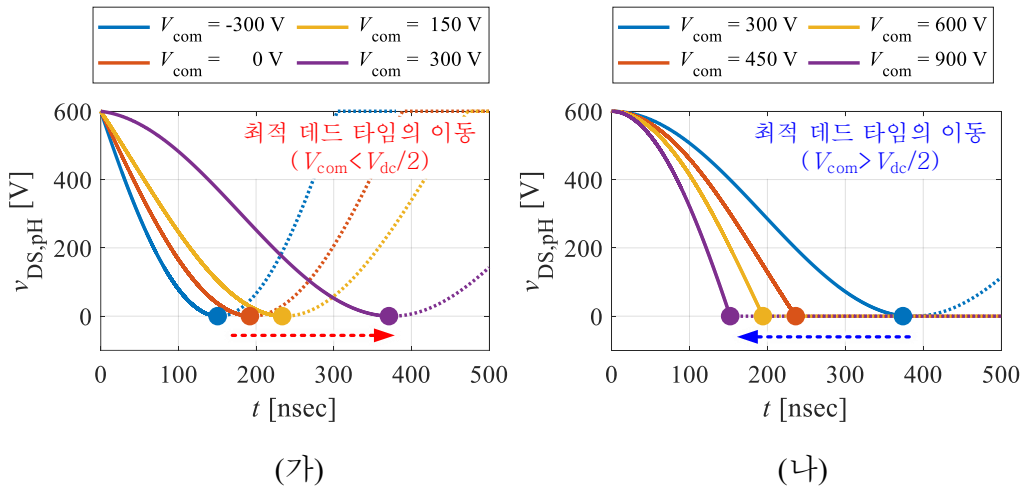 V_com = -300 V
V_com = 150 V
V_com = 0 V
V_com = 300 V
600
400
200
0
v_DS,pH [V]
최적 데드 타임의 이동
(V_com<V_dc/2)
0
100
200
300
400
500
t [nsec]
(가)
V_com = 300 V
V_com = 600 V
V_com = 450 V
V_com = 900 V
600
400
200
0
v_DS,pH [V]
최적 데드 타임의 이동
(V_com>V_dc/2)
0
100
200
300
400
500
t [nsec]
(나)